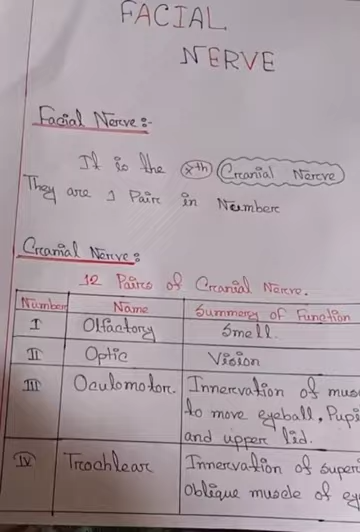 FACIAL
NERVE
Facial Nerve:-
It is the xth Cranial Nerve
They are 1 Pair in Number
Cranial Nerve:
12 Pairs of Cranial Nerve.
Number Name Summery of Function
I Olfactory Smell.
II Optic Vision
III Oculomotor. Innervation of mus
to move eyeball, Pupi
and upper lid.
IV Trochlear Innervation of super
oblique muscle of ey